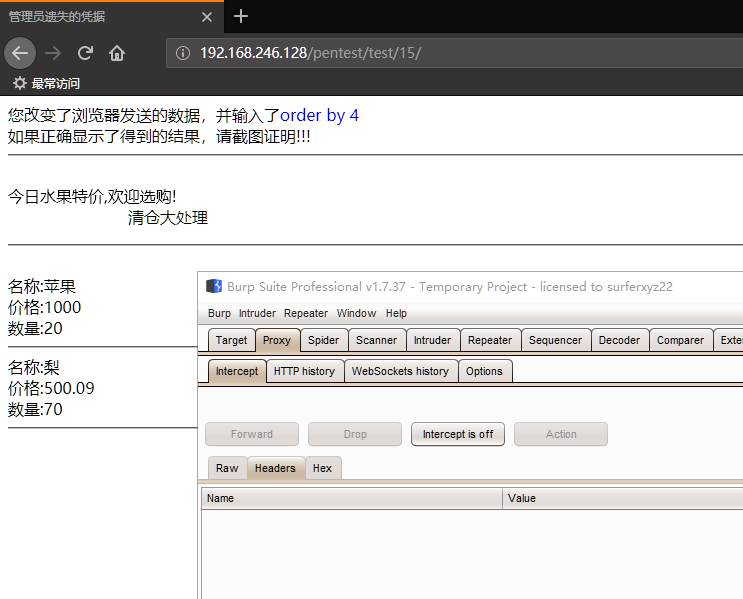 管理员遗失的凭据
192.168.246.128/pentest/test/15/
最常访问
您改变了浏览器发送的数据，并输入了order by 4
如果正确显示了得到的结果，请截图证明!!!
今日水果特价,欢迎选购!
清仓大处理
名称:苹果
价格:1000
数量:20
名称:梨
价格:500.09
数量:70
Burp Suite Professional v1.7.37 - Temporary Project - licensed to surferxyz22
Burp Intruder Repeater Window Help
Target Proxy Spider Scanner Intruder Repeater Sequencer Decoder Comparer Exte
Intercept HTTP history WebSockets history Options
Forward Drop Intercept is off Action
Raw Headers Hex
Name Value